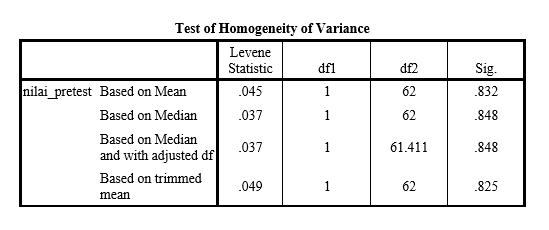 Test of Homogeneity of Variance
Levene
Statistic df1 df2 Sig.
nilai_pretest Based on Mean .045 1 62 .832
Based on Median .037 1 62 .848
Based on Median
and with adjusted df .037 1 61.411 .848
Based on trimmed
mean .049 1 62 .825